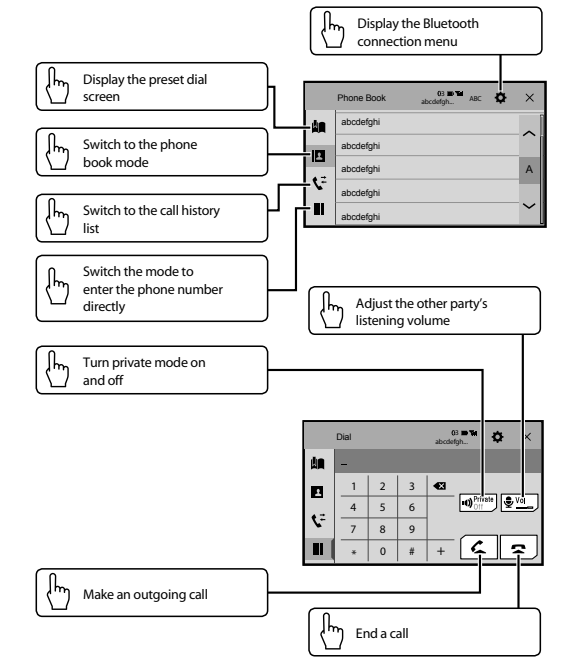 Display the Bluetooth
connection menu
Display the preset dial
screen
Phone Book
03
abcdefgh...
ABC
abcdefghi
Switch to the phone
book mode
abcdefghi
abcdefghi
A
abcdefghi
Switch to the call history
list
abcdefghi
Switch the mode to
enter the phone number
directly
Adjust the other party's
listening volume
Turn private mode on
and off
Dial
03
abcdefgh...
–
1 2 3
Private
Off
Vol
4 5 6
7 8 9
* 0 # +
Make an outgoing call
End a call